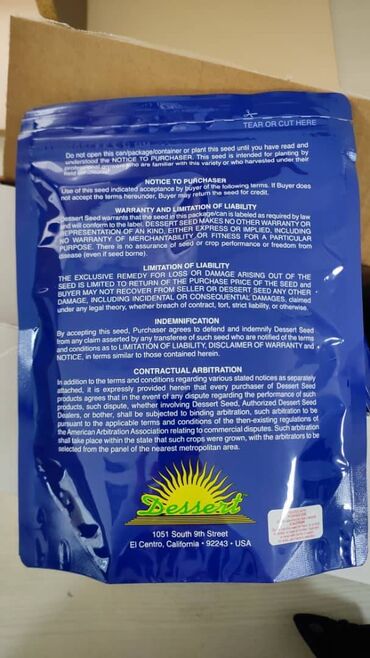 TEAR OR CUT HERE
Do not open this can/package/container or plant this seed until you have read and
understood the NOTICE TO PURCHASER. This seed is intended for planting by
who are familiar with this variety or who harvested under their
NOTICE TO PURCHASER
Use of this seed indicated acceptance by buyer of the following terms. If Buyer does
not accept the terms hereunder, Buyer may return the seed for credit.
WARRANTY AND LIMITATION OF LIABILITY
Dessert Seed warrants that the seed in this package/can is labeled as required by law
and will conform to the label. DESSERT SEED MAKES NO OTHER WARRANTY OR
REPRESENTATION OF AN KIND, EITHER EXPRESS OR IMPLIED, INCLUDING
NO WARRANTY OF MERCHANTABILITY OR FITNESS FOR A PARTICULAR
PURPOSE. There is no assurance of seed or crop performance or freedom from
disease (even if seed borne).
LIMITATION OF LIABILITY
THE EXCLUSIVE REMEDY FOR LOSS OR DAMAGE ARISING OUT OF THE
SEED IS LIMITED TO RETURN OF THE PURCHASE PRICE OF THE SEED and
BUYER MAY NOT RECOVER FROM SELLER OR DESSERT SEED ANY OTHER
DAMAGE, INCLUDING INCIDENTAL OR CONSEQUENTIAL DAMAGES, claimed
under any legal theory, whether breach of contract, tort, strict liability, or otherwise.
INDEMNIFICATION
By accepting this seed, Purchaser agrees to defend and indemnify Dessert Seed
from any claim asserted by any transferee of such seed who are notified of the terms
and conditions as to LIMITATION OF LIABILITY, DISCLAIMER OF WARRANTY and
NOTICE, in terms similar to those contained herein.
CONTRACTUAL ARBITRATION
In addition to the terms and conditions regarding various stated notices as separately
attached, it is expressly provided herein that every purchaser of Dessert Seed
products agrees that in the event of any dispute regarding the performance of such
products, such dispute, whether involving Dessert Seed, Authorized Dessert Seed
Dealers, or bother, shall be subjected to binding arbitration, such arbitration to be
pursuant to the applicable terms and conditions of the then-existing regulations of
the American Arbitration Association relating to commercial disputes. Such arbitration
shall take place within the state that such crops were grown, with the arbitrators to be
selected from the panel of the nearest metropolitan area.
Dessert
1051 South 9th Street
El Centro, California • 92243 • USA